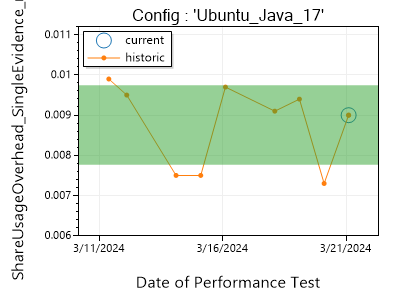 Config : 'Ubuntu_Java_17'
current
historic
0.011
0.01
0.009
0.008
0.007
0.006
3/11/2024
3/16/2024
3/21/2024
Date of Performance Test
ShareUsageOverhead_SingleEvidence_